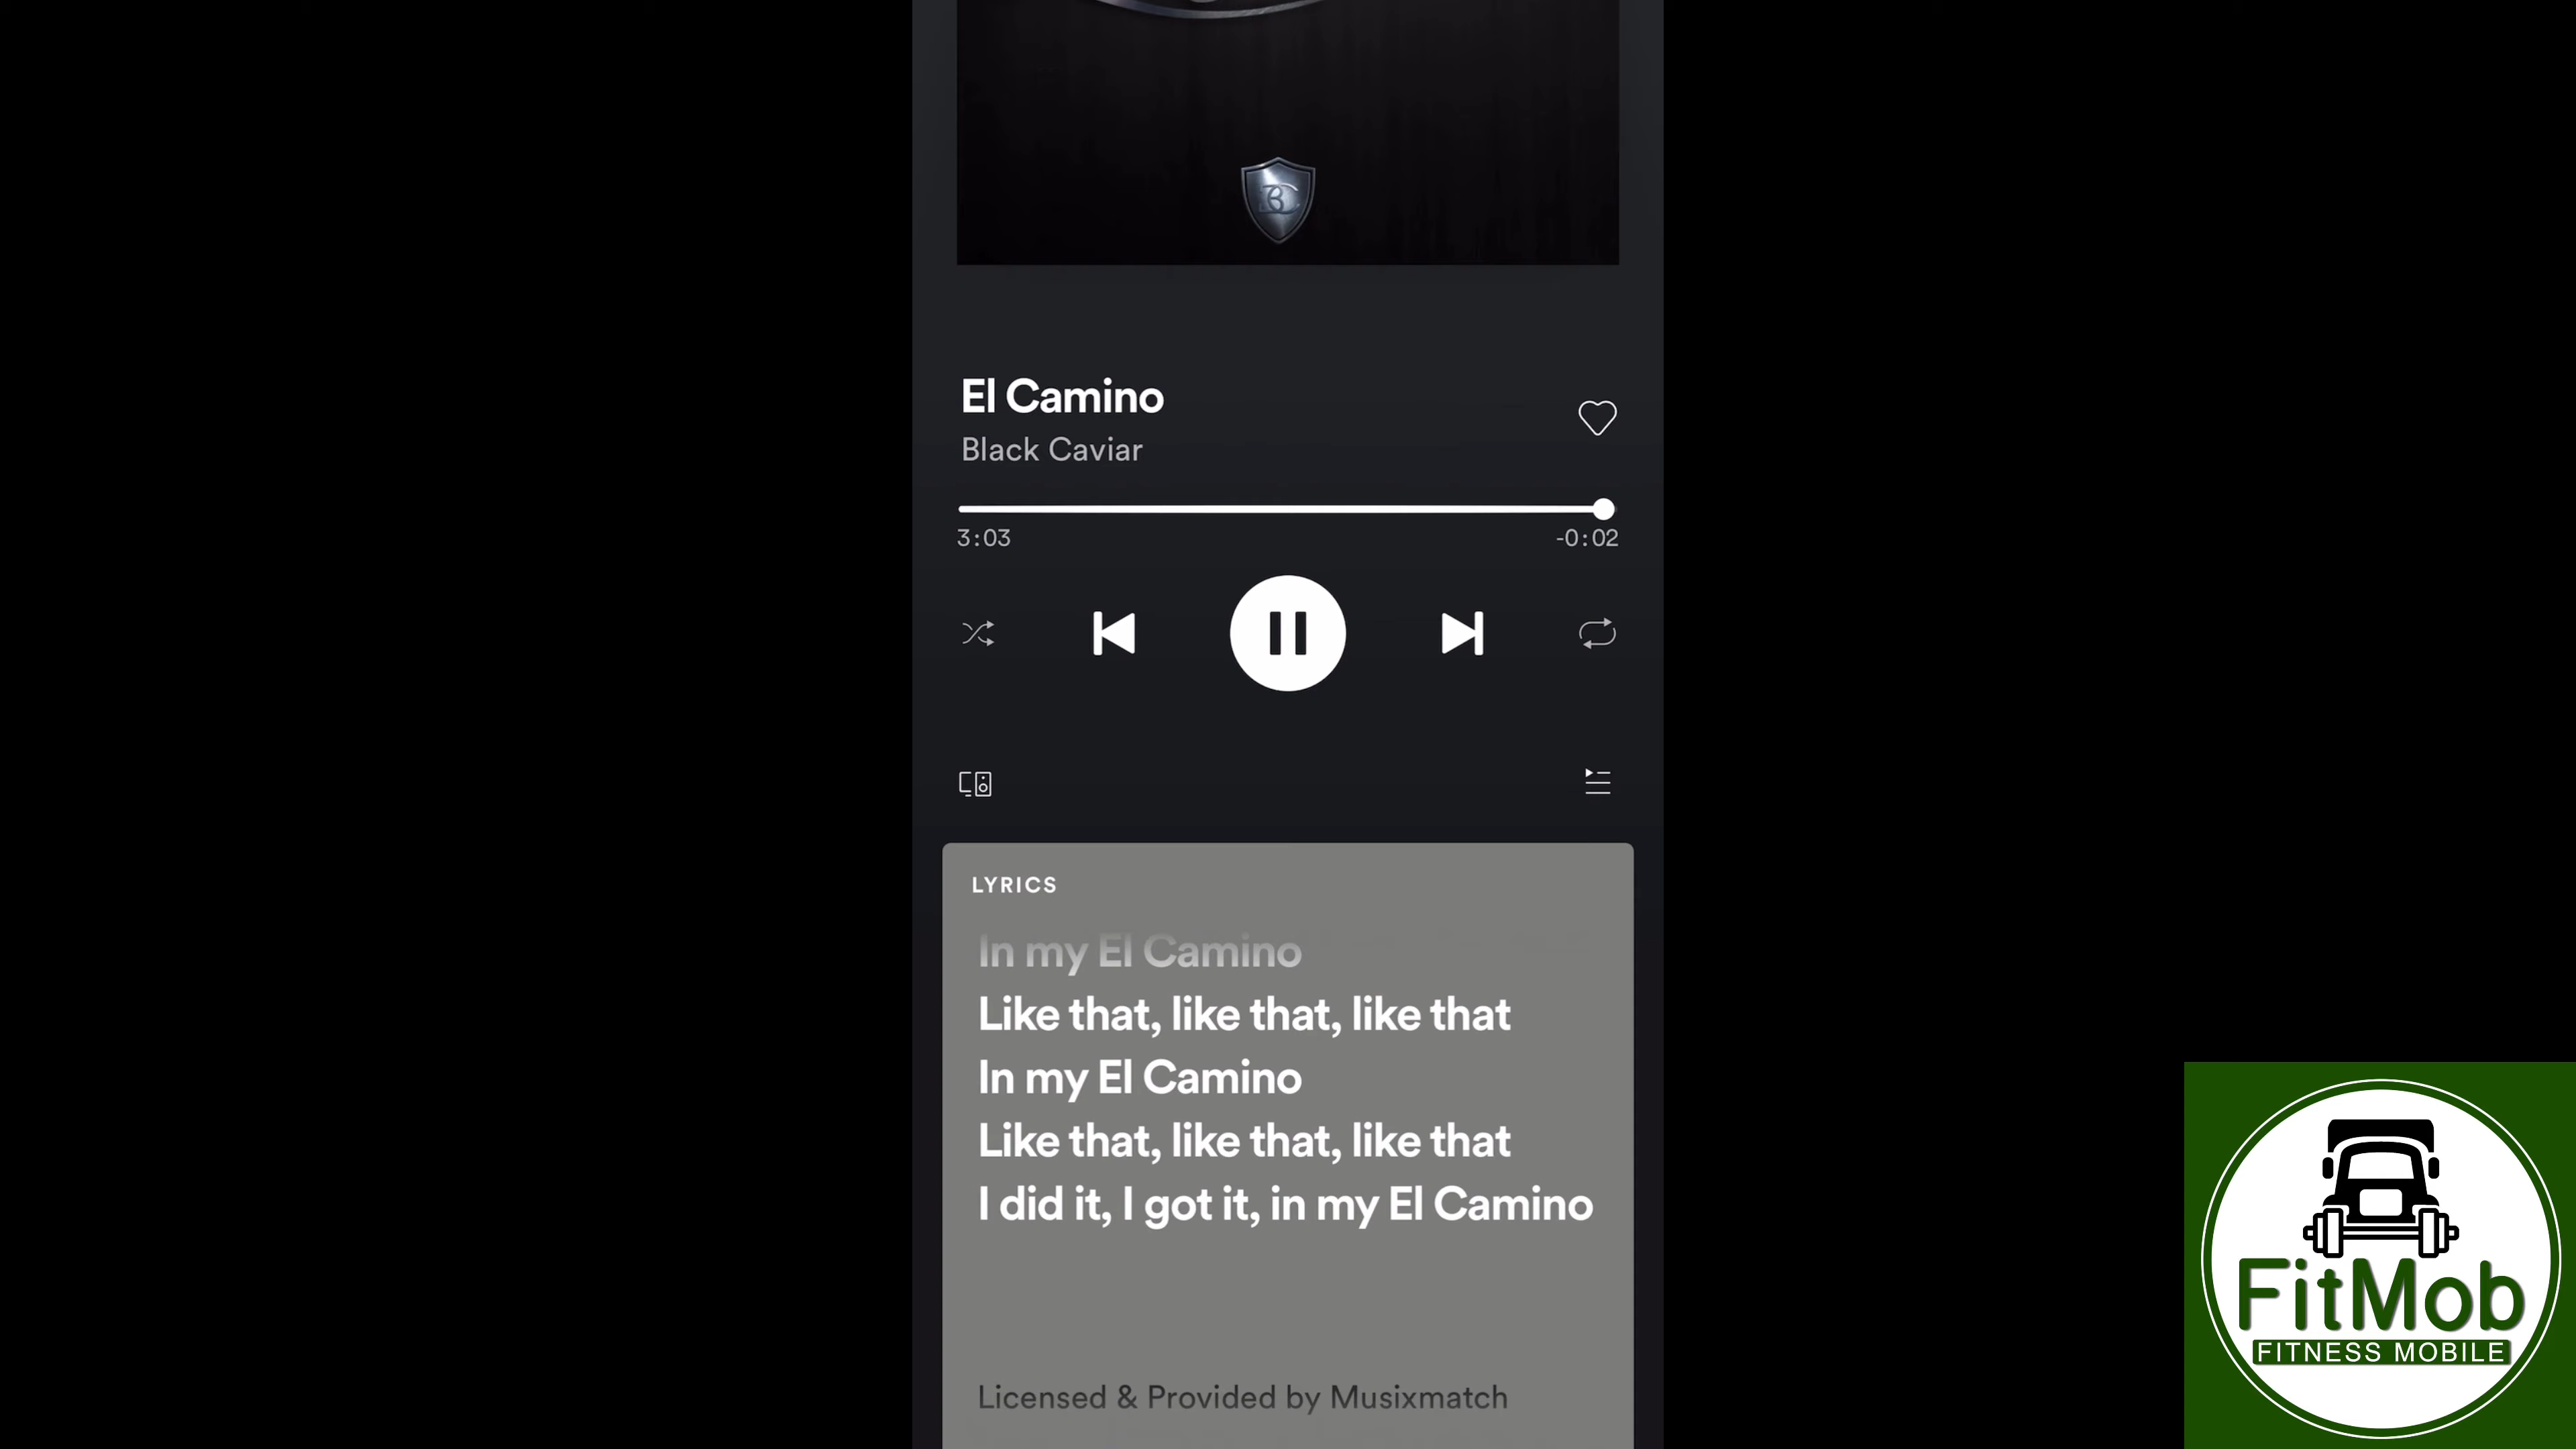 BC
El Camino
Black Caviar
3:03
-0:02
LYRICS
In my El Camino
Like that, like that, like that
In my El Camino
Like that, like that, like that
I did it, I got it, in my El Camino
Licensed & Provided by Musixmatch
FitMob
FITNESS MOBILE